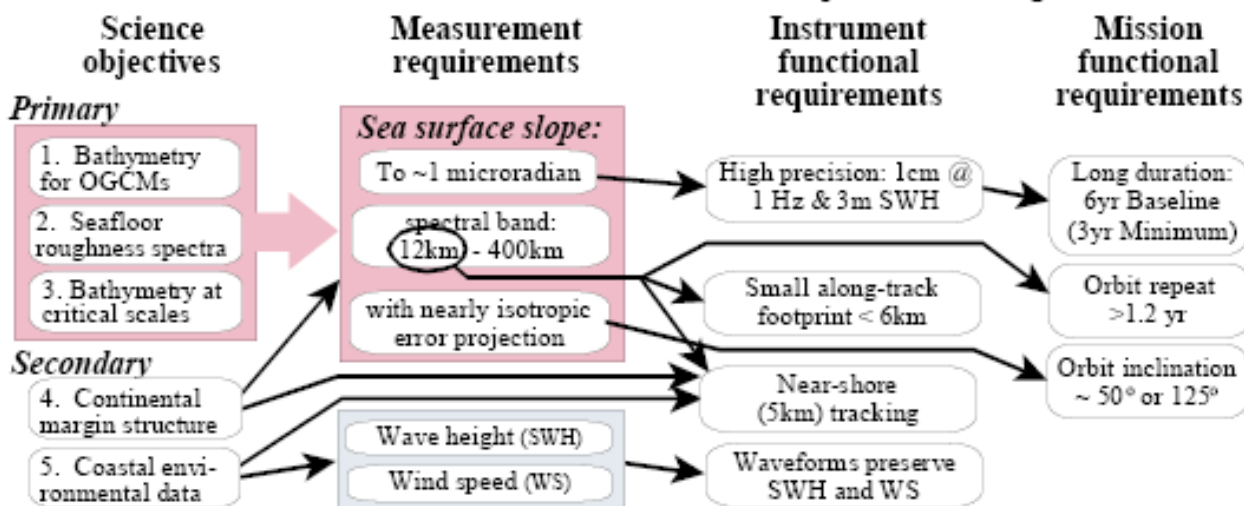 Science
objectives
Measurement
requirements
Instrument
functional
requirements
Mission
functional
requirements
Primary
1. Bathymetry
for OGCMs
2. Seafloor
roughness spectra
3. Bathymetry at
critical scales
Secondary
4. Continental
margin structure
5. Coastal envi-
ronmental data
Sea surface slope:
To ~1 microradian
spectral band:
12km - 400km
with nearly isotropic
error projection
Wave height (SWH)
Wind speed (WS)
High precision: 1cm @
1 Hz & 3m SWH
Small along-track
footprint < 6km
Near-shore
(5km) tracking
Waveforms preserve
SWH and WS
Long duration:
6yr Baseline
(3yr Minimum)
Orbit repeat
>1.2 yr
Orbit inclination
~ 50° or 125°